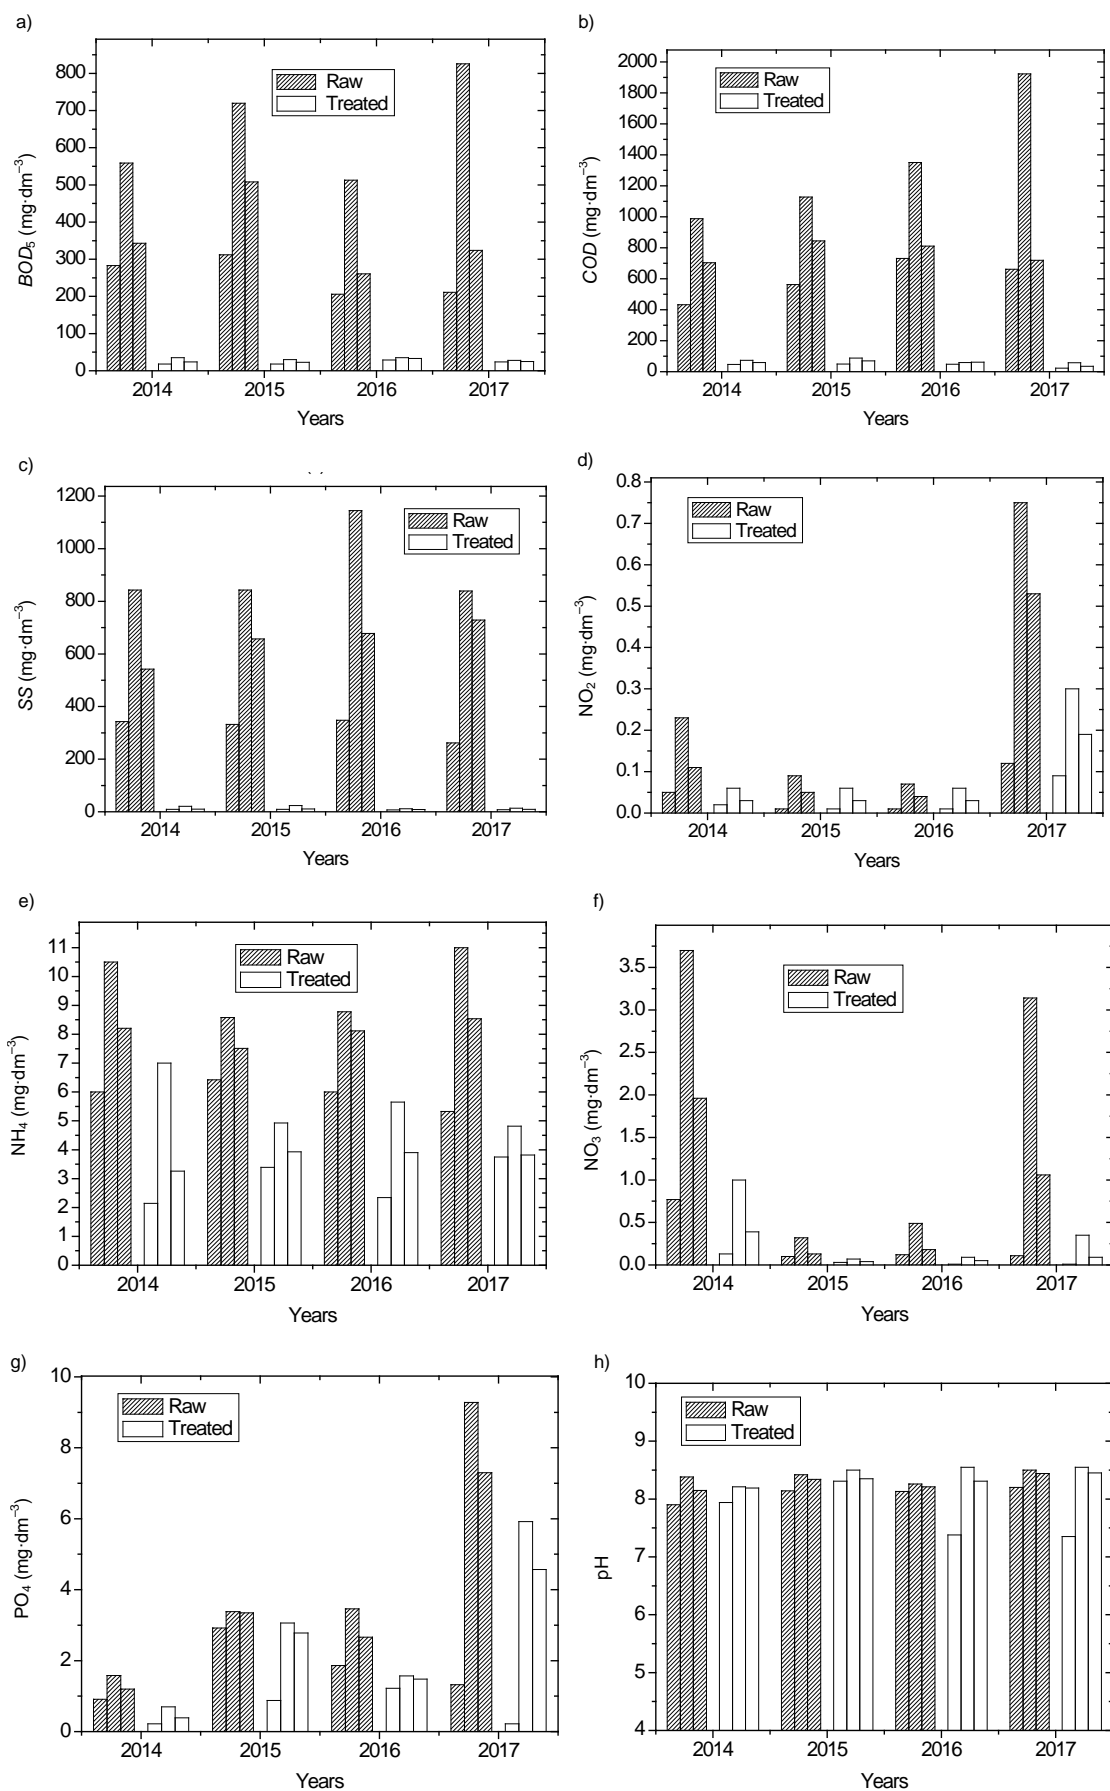 a)
800
700
600
500
400
300
200
100
0
BOD₅ (mg·dm⁻³)
Raw
Treated
2014 2015 2016 2017
Years
b)
2000
1800
1600
1400
1200
1000
800
600
400
200
0
COD (mg·dm⁻³)
Raw
Treated
2014 2015 2016 2017
Years
c)
1200
1000
800
600
400
200
0
SS (mg·dm⁻³)
Raw
Treated
2014 2015 2016 2017
Years
d)
0.8
0.7
0.6
0.5
0.4
0.3
0.2
0.1
0.0
NO₂ (mg·dm⁻³)
Raw
Treated
2014 2015 2016 2017
Years
e)
11
10
9
8
7
6
5
4
3
2
1
0
NH₄ (mg·dm⁻³)
Raw
Treated
2014 2015 2016 2017
Years
f)
3.5
3.0
2.5
2.0
1.5
1.0
0.5
0.0
NO₃ (mg·dm⁻³)
Raw
Treated
2014 2015 2016 2017
Years
g)
10
8
6
4
2
0
PO₄ (mg·dm⁻³)
Raw
Treated
2014 2015 2016 2017
Years
h)
10
9
8
7
6
5
4
pH
Raw
Treated
2014 2015 2016 2017
Years